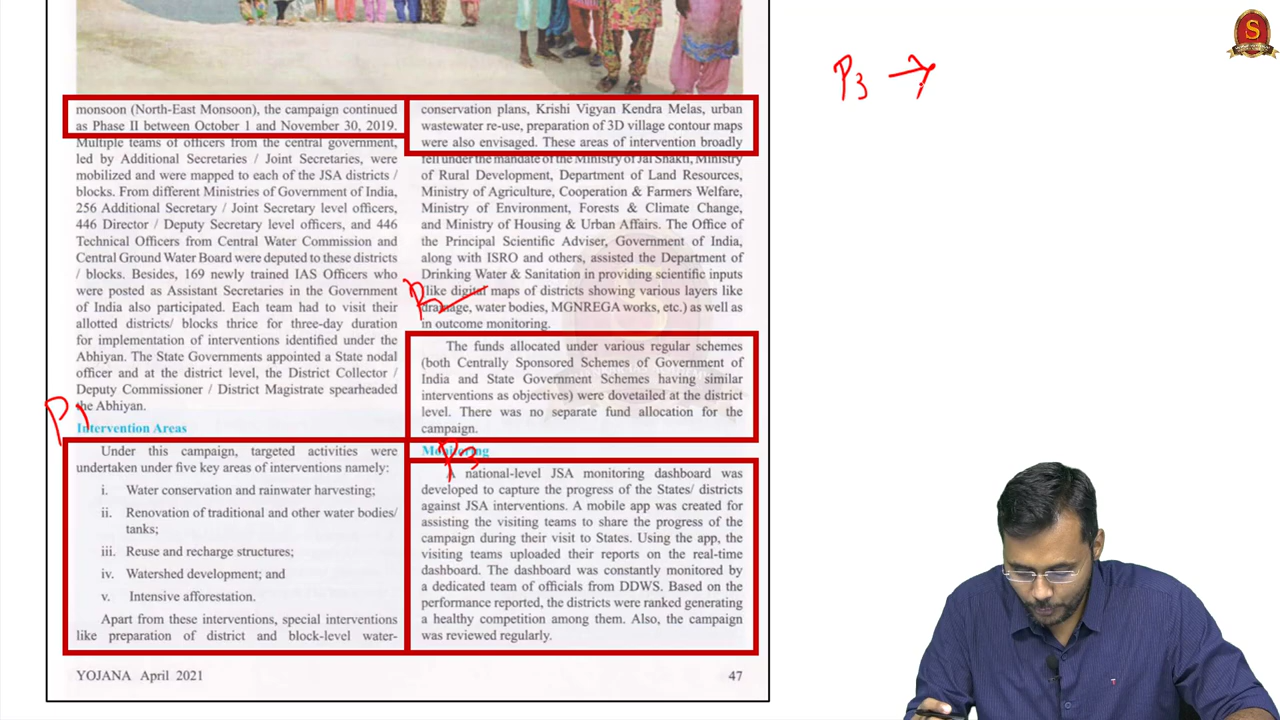 monsoon (North-East Monsoon), the campaign continued
as Phase II between October 1 and November 30, 2019.
Multiple teams of officers from the central government,
led by Additional Secretaries / Joint Secretaries, were
mobilized and were mapped to each of the JSA districts /
blocks. From different Ministries of Government of India,
256 Additional Secretary / Joint Secretary level officers,
446 Director / Deputy Secretary level officers, and 446
Technical Officers from Central Water Commission and
Central Ground Water Board were deputed to these districts
/ blocks. Besides, 169 newly trained IAS Officers who
were posted as Assistant Secretaries in the Government
of India also participated. Each team had to visit their
allotted districts/ blocks thrice for three-day duration
for implementation of interventions identified under the
Abhiyan. The State Governments appointed a State nodal
officer and at the district level, the District Collector /
Deputy Commissioner / District Magistrate spearheaded
the Abhiyan.
P1
Intervention Areas
Under this campaign, targeted activities were
undertaken under five key areas of interventions namely:
i. Water conservation and rainwater harvesting;
ii. Renovation of traditional and other water bodies/
tanks;
iii. Reuse and recharge structures;
iv. Watershed development; and
v. Intensive afforestation.
Apart from these interventions, special interventions
like preparation of district and block-level water-
conservation plans, Krishi Vigyan Kendra Melas, urban
wastewater re-use, preparation of 3D village contour maps
were also envisaged. These areas of intervention broadly
fell under the mandate of the Ministry of Jal Shakti, Ministry
of Rural Development, Department of Land Resources,
Ministry of Agriculture, Cooperation & Farmers Welfare,
Ministry of Environment, Forests & Climate Change,
and Ministry of Housing & Urban Affairs. The Office of
the Principal Scientific Adviser, Government of India,
along with ISRO and others, assisted the Department of
Drinking Water & Sanitation in providing scientific inputs
like digital maps of districts showing various layers like
drainage, water bodies, MGNREGA works, etc.) as well as
in outcome monitoring.
P2
The funds allocated under various regular schemes
(both Centrally Sponsored Schemes of Government of
India and State Government Schemes having similar
interventions as objectives) were dovetailed at the district
level. There was no separate fund allocation for the
campaign.
Monitoring
P3
A national-level JSA monitoring dashboard was
developed to capture the progress of the States/ districts
against JSA interventions. A mobile app was created for
assisting the visiting teams to share the progress of the
campaign during their visit to States. Using the app, the
visiting teams uploaded their reports on the real-time
dashboard. The dashboard was constantly monitored by
a dedicated team of officials from DDWS. Based on the
performance reported, the districts were ranked generating
a healthy competition among them. Also, the campaign
was reviewed regularly.
YOJANA April 2021
47
P3 →
S